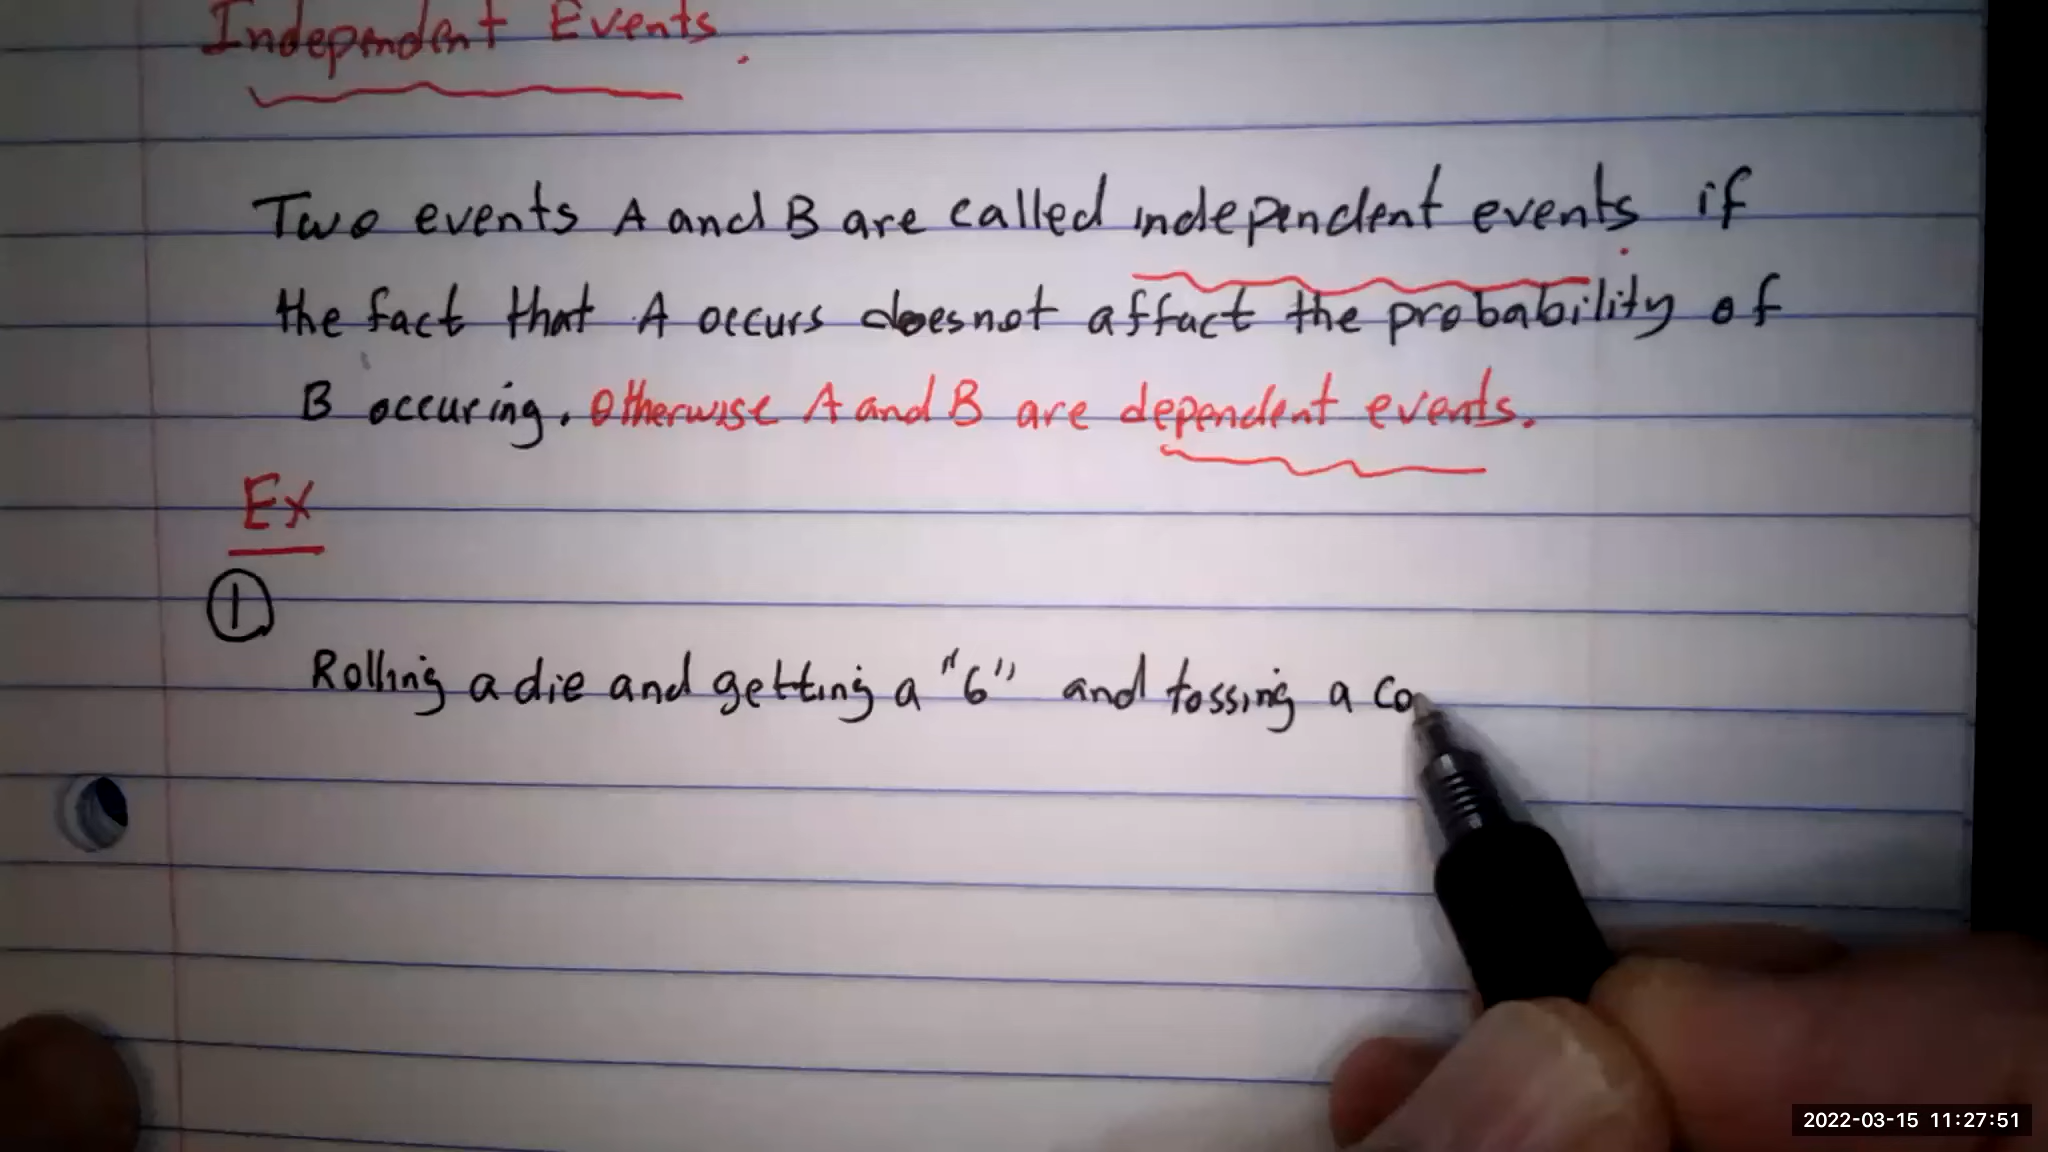 Independent Events.
Two events A and B are called independent events if
the fact that A occurs does not affact the probability of
B occuring. Otherwise A and B are dependent events.
Ex
1
Rolling a die and getting a "6" and tossing a co
2022-03-15 11:27:51